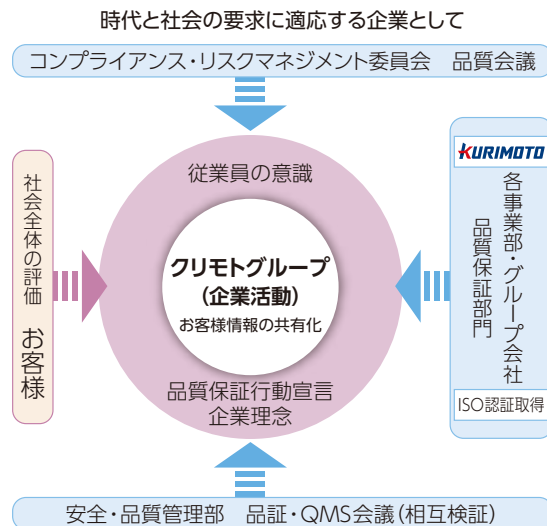 時代と社会の要求に適応する企業として
コンプライアンス・リスクマネジメント委員会　品質会議
従業員の意識
社会全体の評価
お客様
クリモトグループ
(企業活動)
お客様情報の共有化
KURIMOTO
各事業部・グループ会社
品質保証部門
ISO認証取得
品質保証行動宣言
企業理念
安全・品質管理部　品証・QMS会議(相互検証)